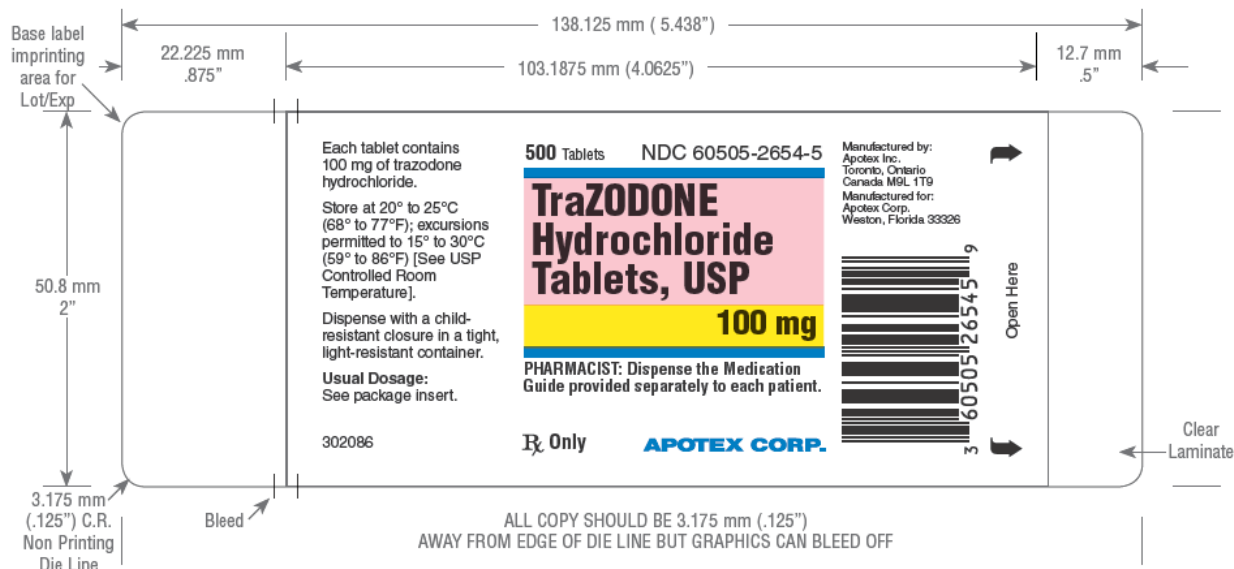 138.125 mm ( 5.438")
Base label
imprinting
area for
Lot/Exp
22.225 mm
.875"
103.1875 mm (4.0625")
12.7 mm
.5"
50.8 mm
2"
Each tablet contains
100 mg of trazodone
hydrochloride.
Store at 20° to 25°C
(68° to 77°F); excursions
permitted to 15° to 30°C
(59° to 86°F) [See USP
Controlled Room
Temperature].
Dispense with a child-
resistant closure in a tight,
light-resistant container.
Usual Dosage:
See package insert.
302086
500 Tablets NDC 60505-2654-5
TraZODONE
Hydrochloride
Tablets, USP
100 mg
PHARMACIST: Dispense the Medication
Guide provided separately to each patient.
Rx Only
APOTEX CORP.
Manufactured by:
Apotex Inc.
Toronto, Ontario
Canada M9L 1T9
Manufactured for:
Apotex Corp.
Weston, Florida 33326
3 60505 26545 9
Open Here
Clear
Laminate
3.175 mm
(.125") C.R.
Non Printing
Die Line
Bleed
ALL COPY SHOULD BE 3.175 mm (.125")
AWAY FROM EDGE OF DIE LINE BUT GRAPHICS CAN BLEED OFF